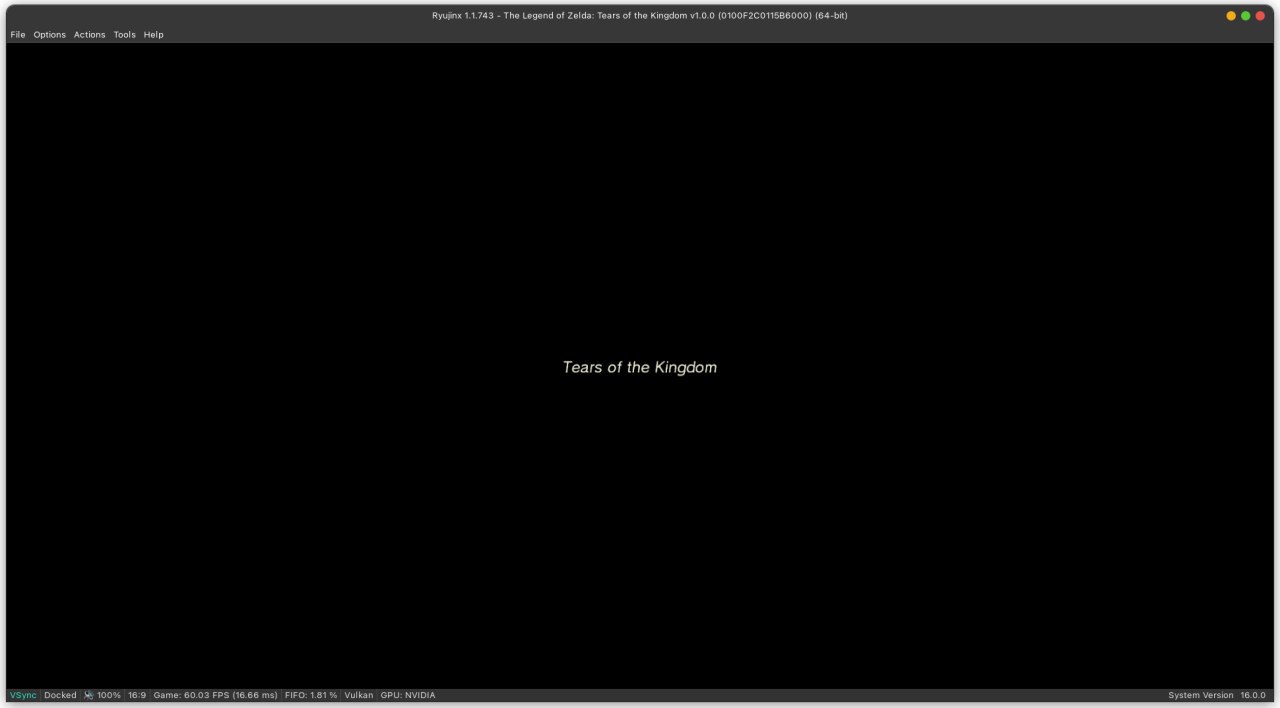 Ryujinx 1.1.743 - The Legend of Zelda: Tears of the Kingdom v1.0.0 (0100F2C0115B6000) (64-bit)
File Options Actions Tools Help
Tears of the Kingdom
VSync Docked 100% 16:9 Game: 60.03 FPS (16.66 ms) FIFO: 1.81 % Vulkan GPU: NVIDIA System Version 16.0.0